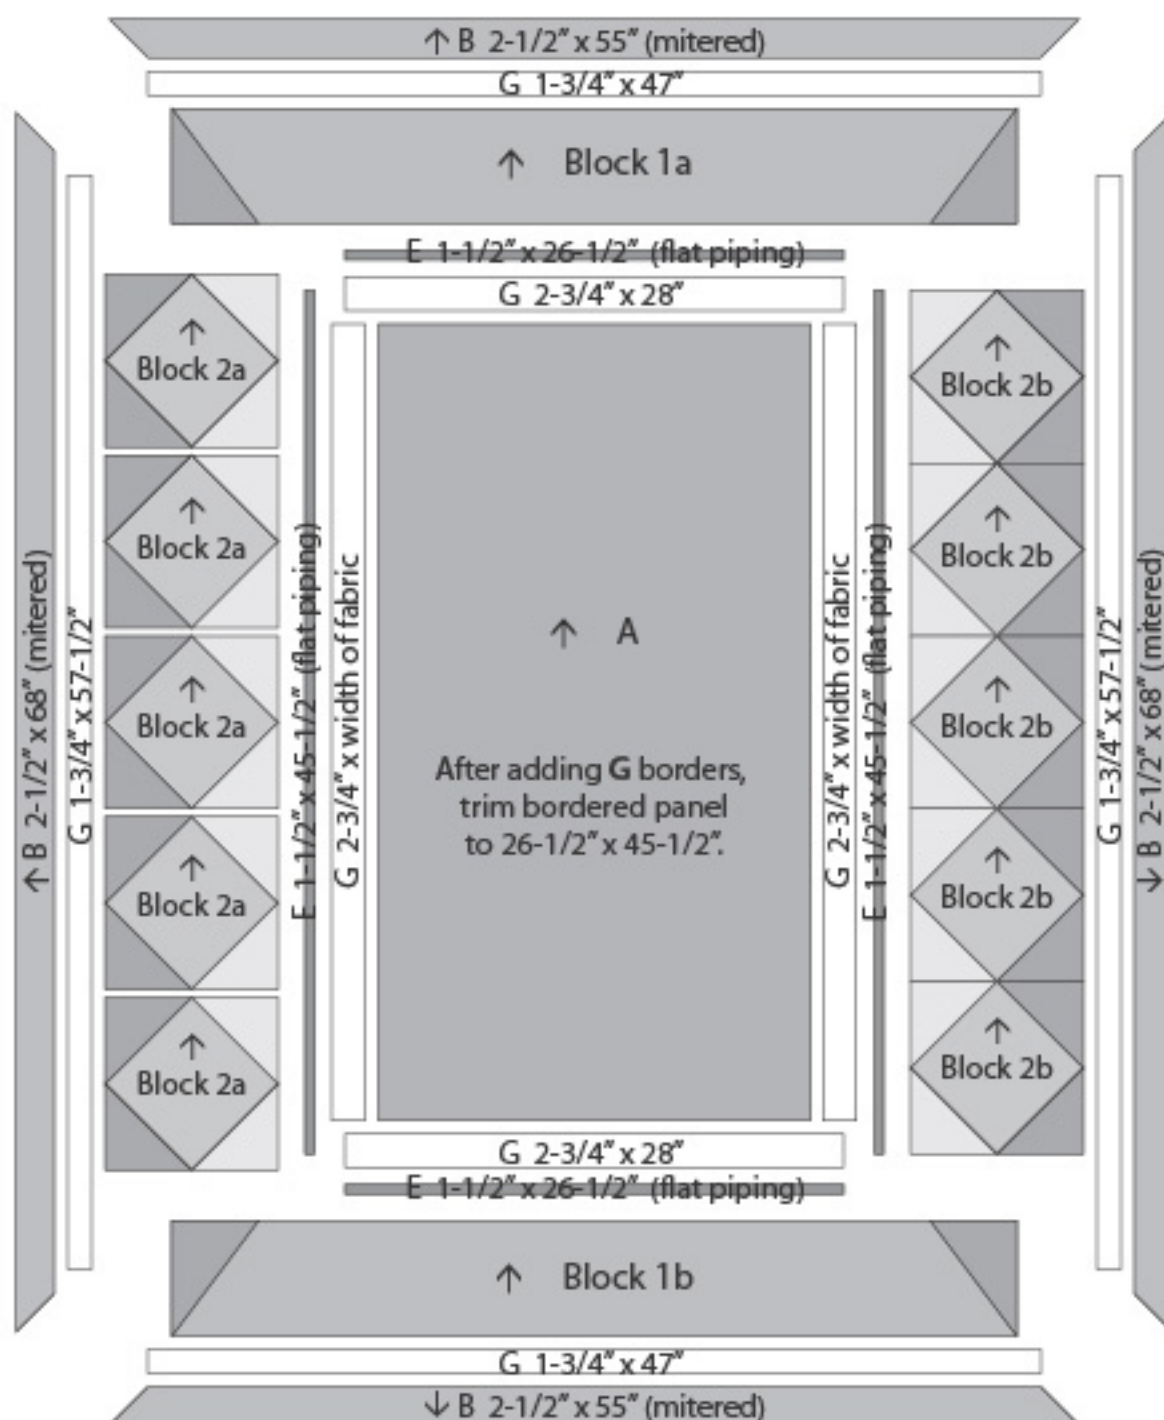 ↑ B 2-1/2” x 55” (mitered)
G 1-3/4” x 47”
↑ Block 1a
E 1-1/2” x 26-1/2” (flat piping)
G 2-3/4” x 28”
↑ B 2-1/2” x 68” (mitered)
G 1-3/4” x 57-1/2”
↑
Block 2a
↑
Block 2a
↑
Block 2a
↑
Block 2a
↑
Block 2a
E 1-1/2” x 45-1/2” (flat piping)
G 2-3/4” x width of fabric
↑ A
After adding G borders,
trim bordered panel
to 26-1/2” x 45-1/2”.
G 2-3/4” x width of fabric
E 1-1/2” x 45-1/2” (flat piping)
↑
Block 2b
↑
Block 2b
↑
Block 2b
↑
Block 2b
↑
Block 2b
G 1-3/4” x 57-1/2”
↓ B 2-1/2” x 68” (mitered)
G 2-3/4” x 28”
E 1-1/2” x 26-1/2” (flat piping)
↑ Block 1b
G 1-3/4” x 47”
↓ B 2-1/2” x 55” (mitered)